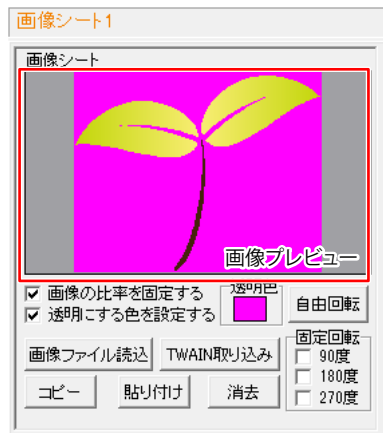 画像シート1
画像シート
画像プレビュー
画像の比率を固定する
透明にする色を設定する
透明色
自由回転
画像ファイル読込
TWAIN取り込み
固定回転
90度
180度
270度
コピー
貼り付け
消去